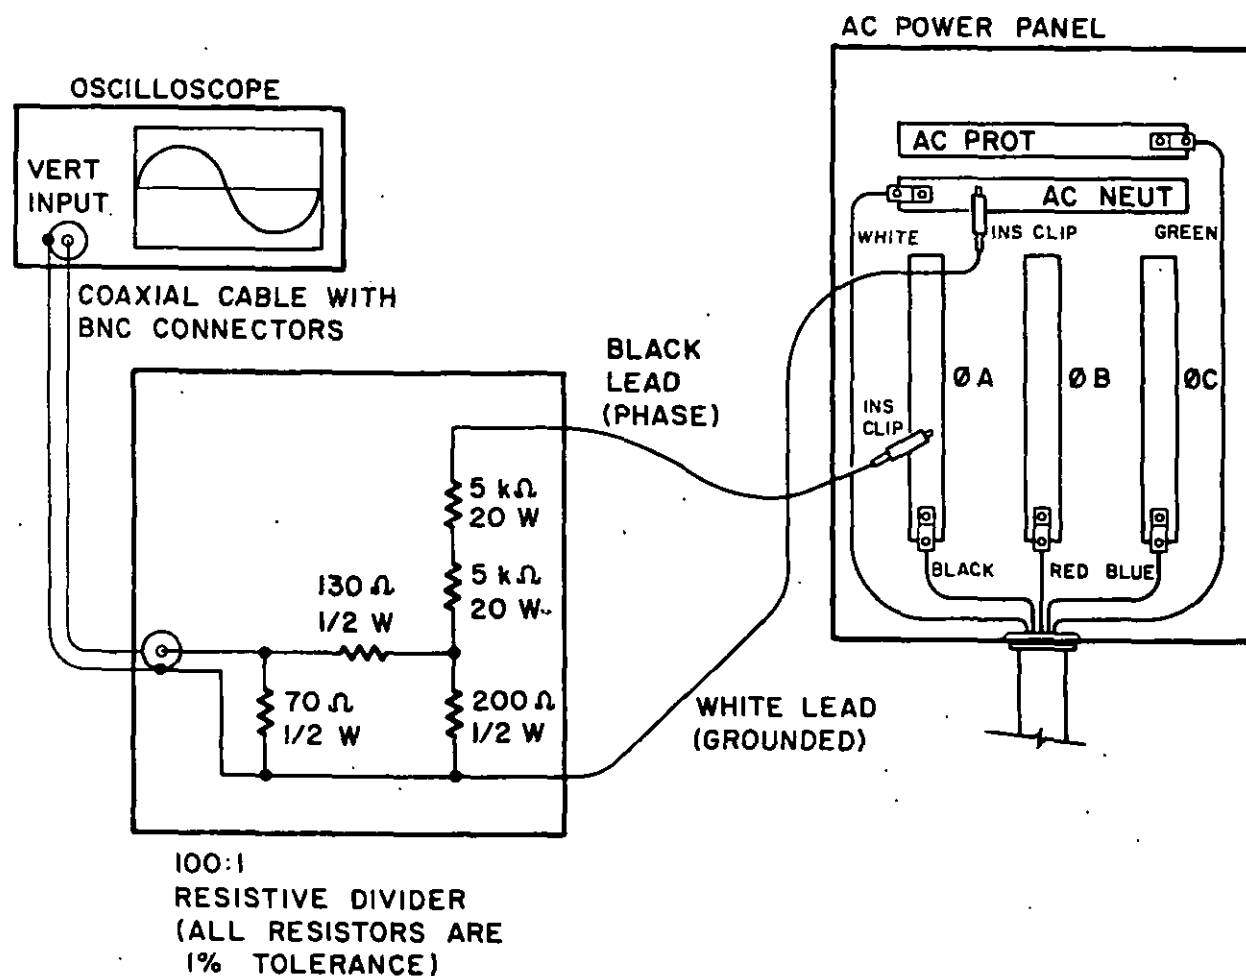 AC POWER PANEL
OSCILLOSCOPE
VERT
INPUT
AC PROT
AC NEUT
WHITE
INS CLIP
GREEN
COAXIAL CABLE WITH
BNC CONNECTORS
BLACK
LEAD
(PHASE)
INS
CLIP
ØA
ØB
ØC
5 kΩ
20 W
5 kΩ
20 W
130 Ω
1/2 W
70 Ω
1/2 W
200 Ω
1/2 W
BLACK
RED
BLUE
WHITE LEAD
(GROUNDED)
100:1
RESISTIVE DIVIDER
(ALL RESISTORS ARE
1% TOLERANCE)